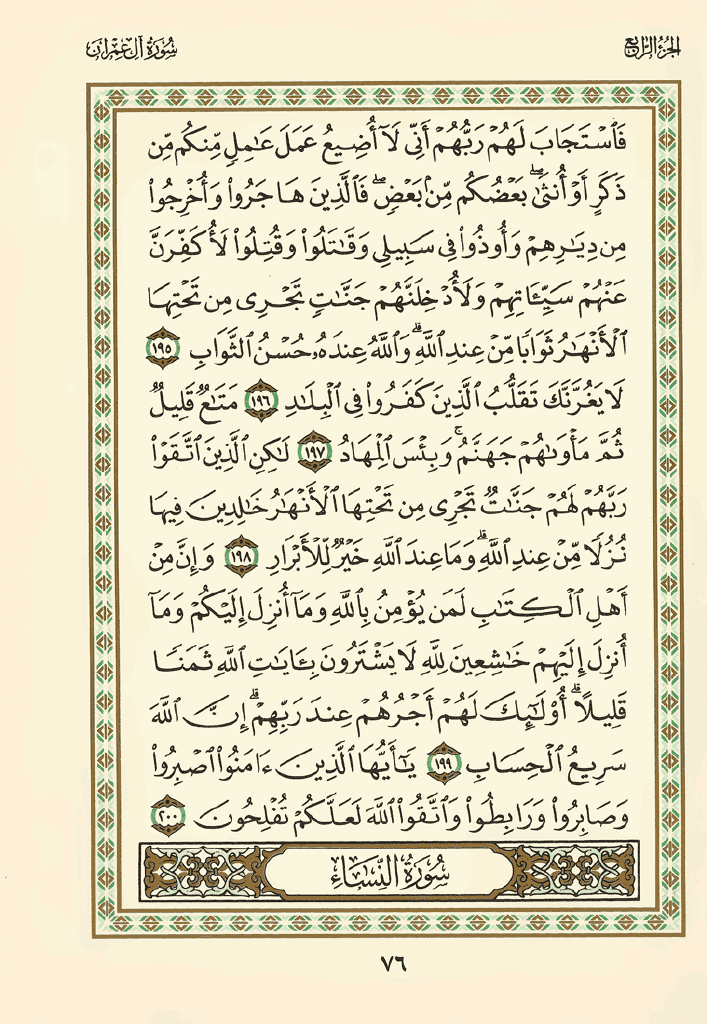 الجزء الرابع
سورة آل عمران
فَٱسْتَجَابَ لَهُمْ رَبُّهُمْ أَنِّى لَآ أُضِيعُ عَمَلَ عَٰمِلٍ مِّنكُم مِّن
ذَكَرٍ أَوْ أُنثَىٰ ۖ بَعْضُكُم مِّنۢ بَعْضٍ ۖ فَٱلَّذِينَ هَاجَرُوا۟ وَأُخْرِجُوا۟
مِن دِيَٰرِهِمْ وَأُوذُوا۟ فِى سَبِيلِى وَقَٰتَلُوا۟ وَقُتِلُوا۟ لَأُكَفِّرَنَّ
عَنْهُمْ سَيِّـَٔاتِهِمْ وَلَأُدْخِلَنَّهُمْ جَنَّٰتٍ تَجْرِى مِن تَحْتِهَا
ٱلْأَنْهَٰرُ ثَوَابًا مِّنْ عِندِ ٱللَّهِ ۗ وَٱللَّهُ عِندَهُۥ حُسْنُ ٱلثَّوَابِ ١٩٥
لَا يَغُرَّنَّكَ تَقَلُّبُ ٱلَّذِينَ كَفَرُوا۟ فِى ٱلْبِلَٰدِ ١٩٦ مَتَٰعٌ قَلِيلٌ
ثُمَّ مَأْوَىٰهُمْ جَهَنَّمُ ۚ وَبِئْسَ ٱلْمِهَادُ ١٩٧ لَٰكِنِ ٱلَّذِينَ ٱتَّقَوْا۟
رَبَّهُمْ لَهُمْ جَنَّٰتٌ تَجْرِى مِن تَحْتِهَا ٱلْأَنْهَٰرُ خَٰلِدِينَ فِيهَا
نُزُلًا مِّنْ عِندِ ٱللَّهِ ۗ وَمَا عِندَ ٱللَّهِ خَيْرٌ لِّلْأَبْرَارِ ١٩٨ وَإِنَّ مِنْ
أَهْلِ ٱلْكِتَٰبِ لَمَن يُؤْمِنُ بِٱللَّهِ وَمَآ أُنزِلَ إِلَيْكُمْ وَمَآ
أُنزِلَ إِلَيْهِمْ خَٰشِعِينَ لِلَّهِ لَا يَشْتَرُونَ بِـَٔايَٰتِ ٱللَّهِ ثَمَنًا
قَلِيلًا ۗ أُو۟لَٰٓئِكَ لَهُمْ أَجْرُهُمْ عِندَ رَبِّهِمْ ۗ إِنَّ ٱللَّهَ
سَرِيعُ ٱلْحِسَابِ ١٩٩ يَٰٓأَيُّهَا ٱلَّذِينَ ءَامَنُوا۟ ٱصْبِرُوا۟
وَصَابِرُوا۟ وَرَابِطُوا۟ وَٱتَّقُوا۟ ٱللَّهَ لَعَلَّكُمْ تُفْلِحُونَ ٢٠٠
سُورَةُ النِّسَاءِ
٧٦